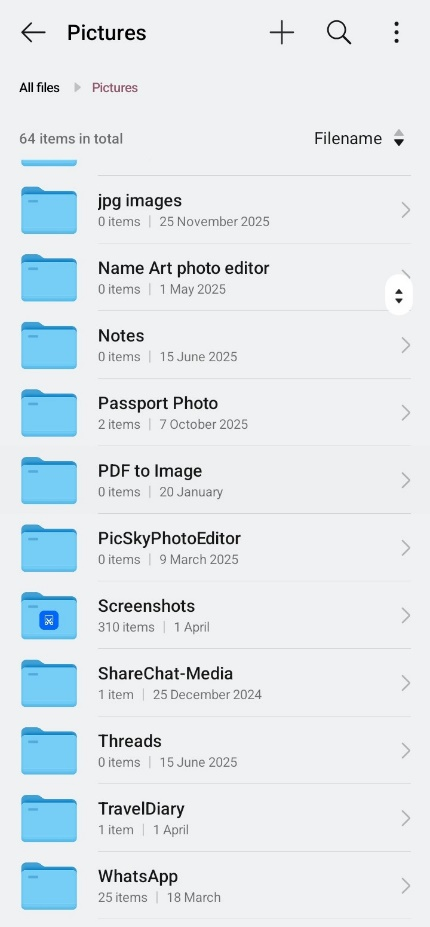 Pictures
All files Pictures
64 items in total Filename
jpg images
0 items | 25 November 2025
Name Art photo editor
0 items | 1 May 2025
Notes
0 items | 15 June 2025
Passport Photo
2 items | 7 October 2025
PDF to Image
0 items | 20 January
PicSkyPhotoEditor
0 items | 9 March 2025
Screenshots
310 items | 1 April
ShareChat-Media
1 item | 25 December 2024
Threads
0 items | 15 June 2025
TravelDiary
1 item | 1 April
WhatsApp
25 items | 18 March